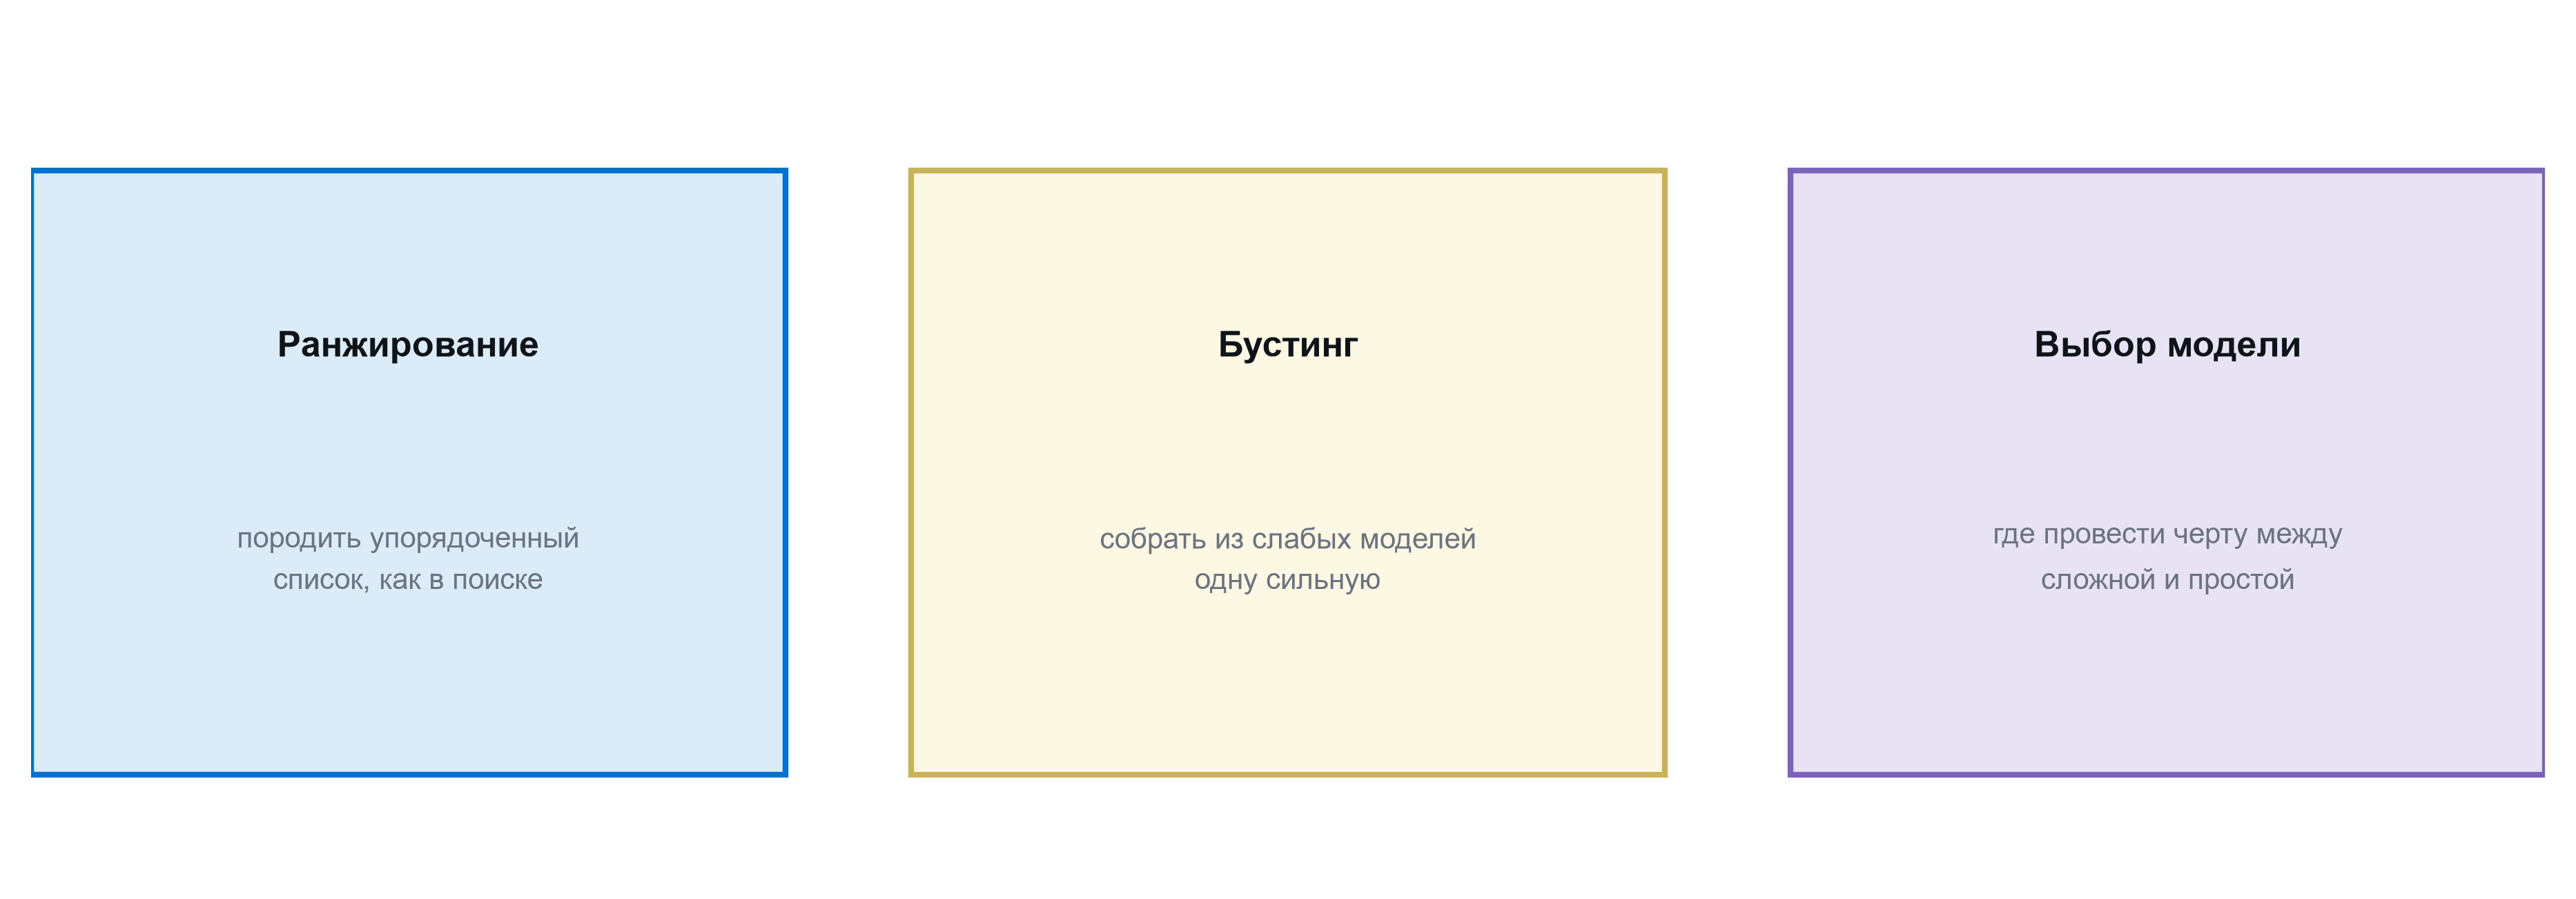 Ранжирование
породить упорядоченный
список, как в поиске
Бустинг
собрать из слабых моделей
одну сильную
Выбор модели
где провести черту между
сложной и простой